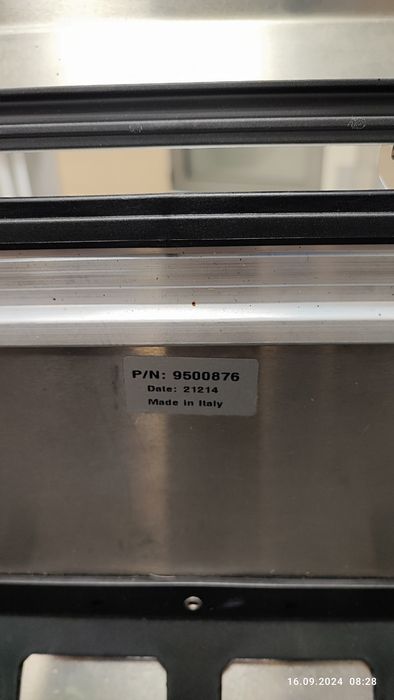 P/N: 9500876
Date: 21214
Made in Italy
16.09.2024 08:28